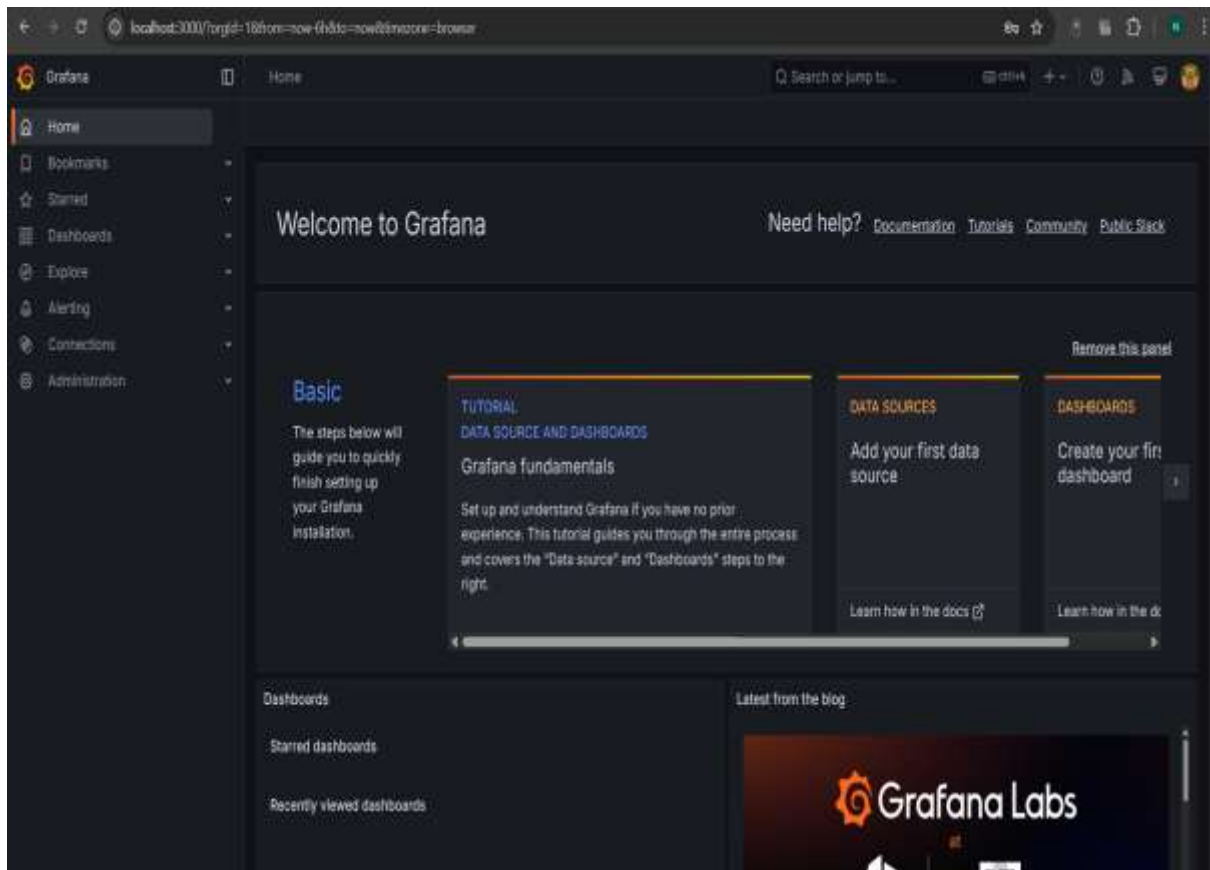 localhost:3000/?orgId=1&from=now-6h&to=now&timezone=browser
Grafana
Home
Search or jump to...
ctrl+k
Home
Bookmarks
Starred
Dashboards
Explore
Alerting
Connections
Administration
Welcome to Grafana
Need help? Documentation Tutorials Community Public Slack
Remove this panel
Basic
The steps below will
guide you to quickly
finish setting up
your Grafana
installation.
TUTORIAL
DATA SOURCE AND DASHBOARDS
Grafana fundamentals
Set up and understand Grafana if you have no prior
experience. This tutorial guides you through the entire process
and covers the "Data source" and "Dashboards" steps to the
right.
DATA SOURCES
Add your first data
source
Learn how in the docs
DASHBOARDS
Create your firs
dashboard
Learn how in the do
Dashboards
Starred dashboards
Recently viewed dashboards
Latest from the blog
Grafana Labs
at